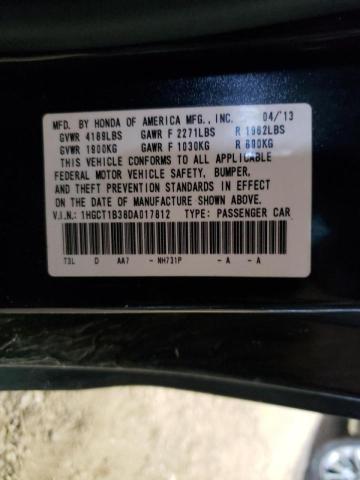 MFD. BY HONDA OF AMERICA MFG., INC. 04/13
GVWR 4189LBS GAWR F 2271LBS R 1962LBS
GVWR 1900KG GAWR F 1030KG R 890KG
THIS VEHICLE CONFORMS TO ALL APPLICABLE
FEDERAL MOTOR VEHICLE SAFETY, BUMPER,
AND THEFT PREVENTION STANDARDS IN EFFECT
ON THE DATE OF MANUFACTURE SHOWN ABOVE.
V.I.N.: 1HGCT1B36DA017812 TYPE: PASSENGER CAR
T3L D AA7 - NH731P - A - A